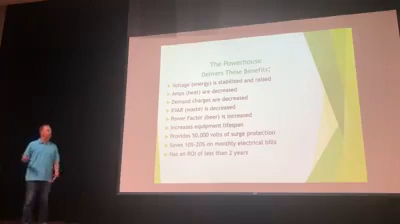 The Powerhouse
Delivers These Benefits:
Voltage (energy) is stabilized and raised
Amps (heat) are decreased
Demand charges are decreased
KVAR (waste) is decreased
Power Factor (beer) is increased
Increases equipment lifespan
Provides 50,000 volts of surge protection
Saves 10%-20% on monthly electrical bills
Has an ROI of less than 2 years